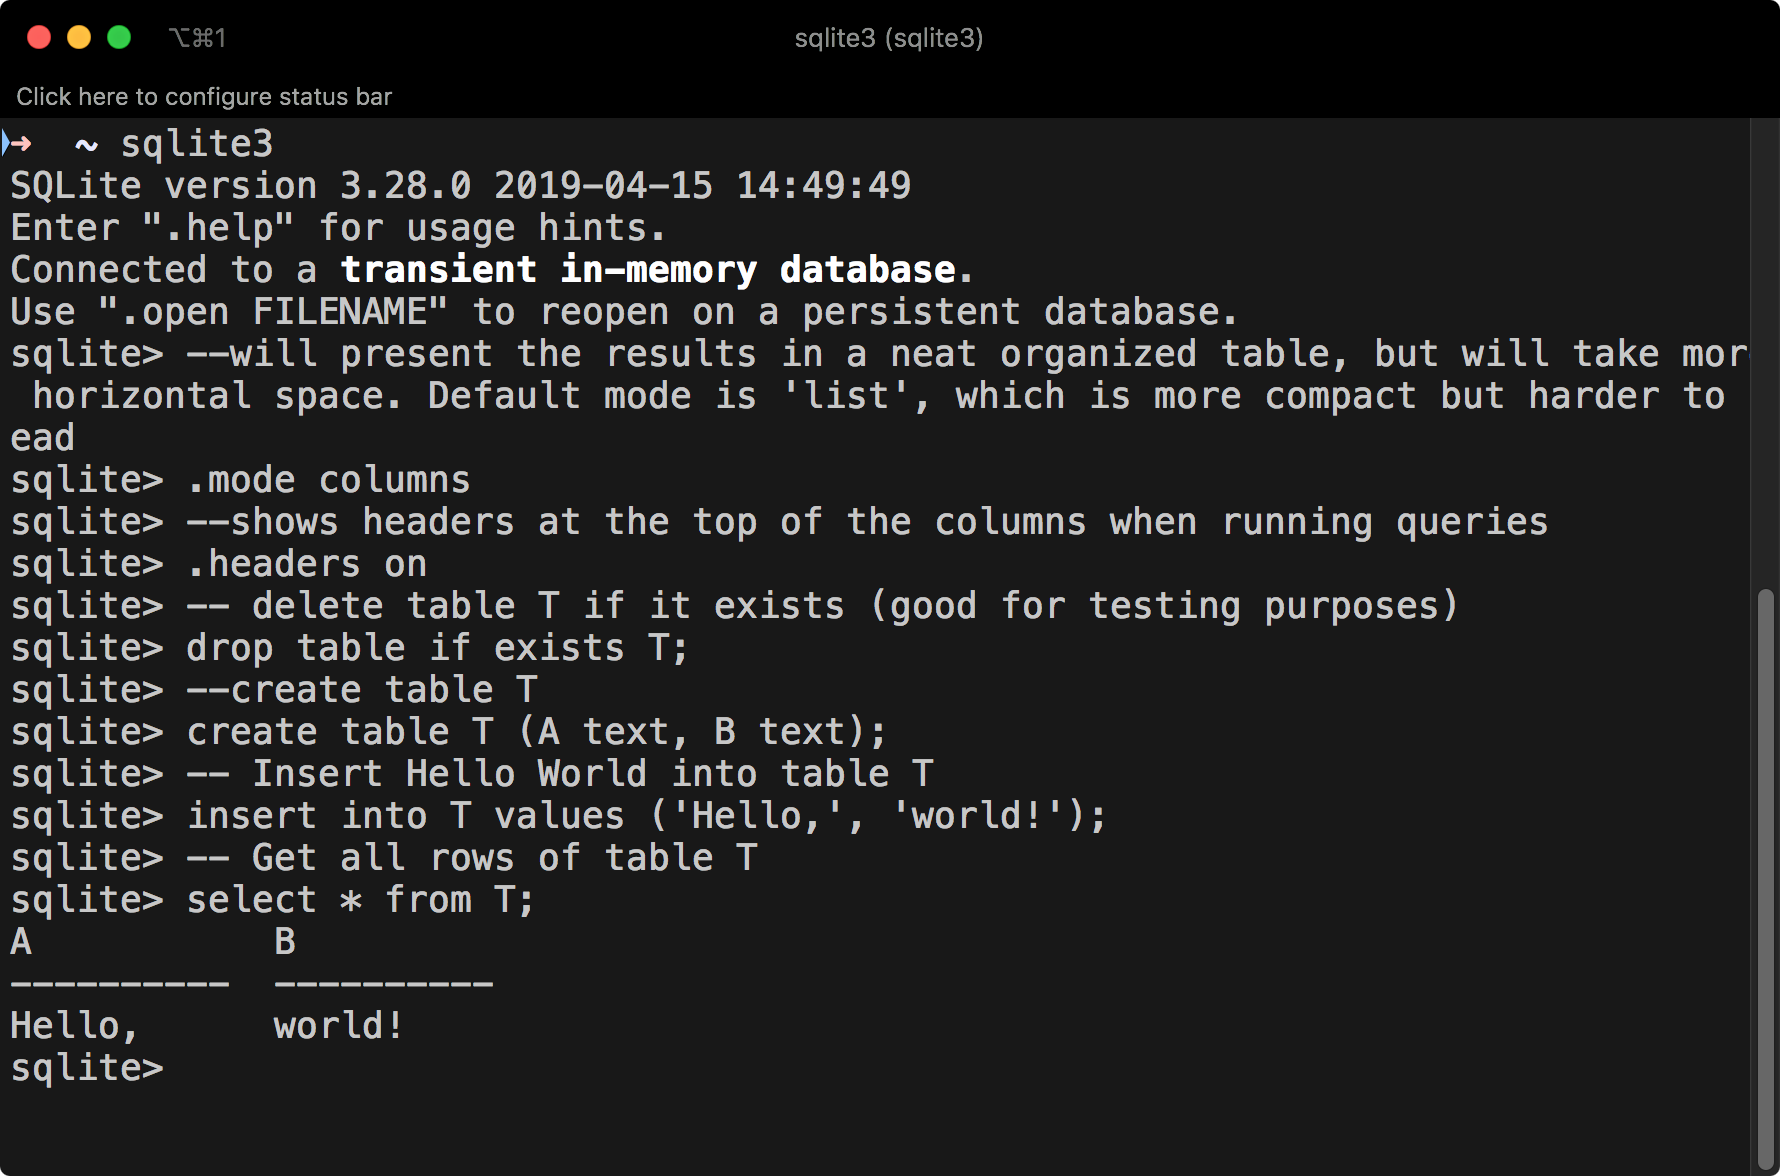 ⌥⌘1
sqlite3 (sqlite3)
Click here to configure status bar
→ ~ sqlite3
SQLite version 3.28.0 2019-04-15 14:49:49
Enter ".help" for usage hints.
Connected to a transient in-memory database.
Use ".open FILENAME" to reopen on a persistent database.
sqlite> --will present the results in a neat organized table, but will take mor
horizontal space. Default mode is 'list', which is more compact but harder to
ead
sqlite> .mode columns
sqlite> --shows headers at the top of the columns when running queries
sqlite> .headers on
sqlite> -- delete table T if it exists (good for testing purposes)
sqlite> drop table if exists T;
sqlite> --create table T
sqlite> create table T (A text, B text);
sqlite> -- Insert Hello World into table T
sqlite> insert into T values ('Hello,', 'world!');
sqlite> -- Get all rows of table T
sqlite> select * from T;
A           B
----------  ----------
Hello,      world!
sqlite>